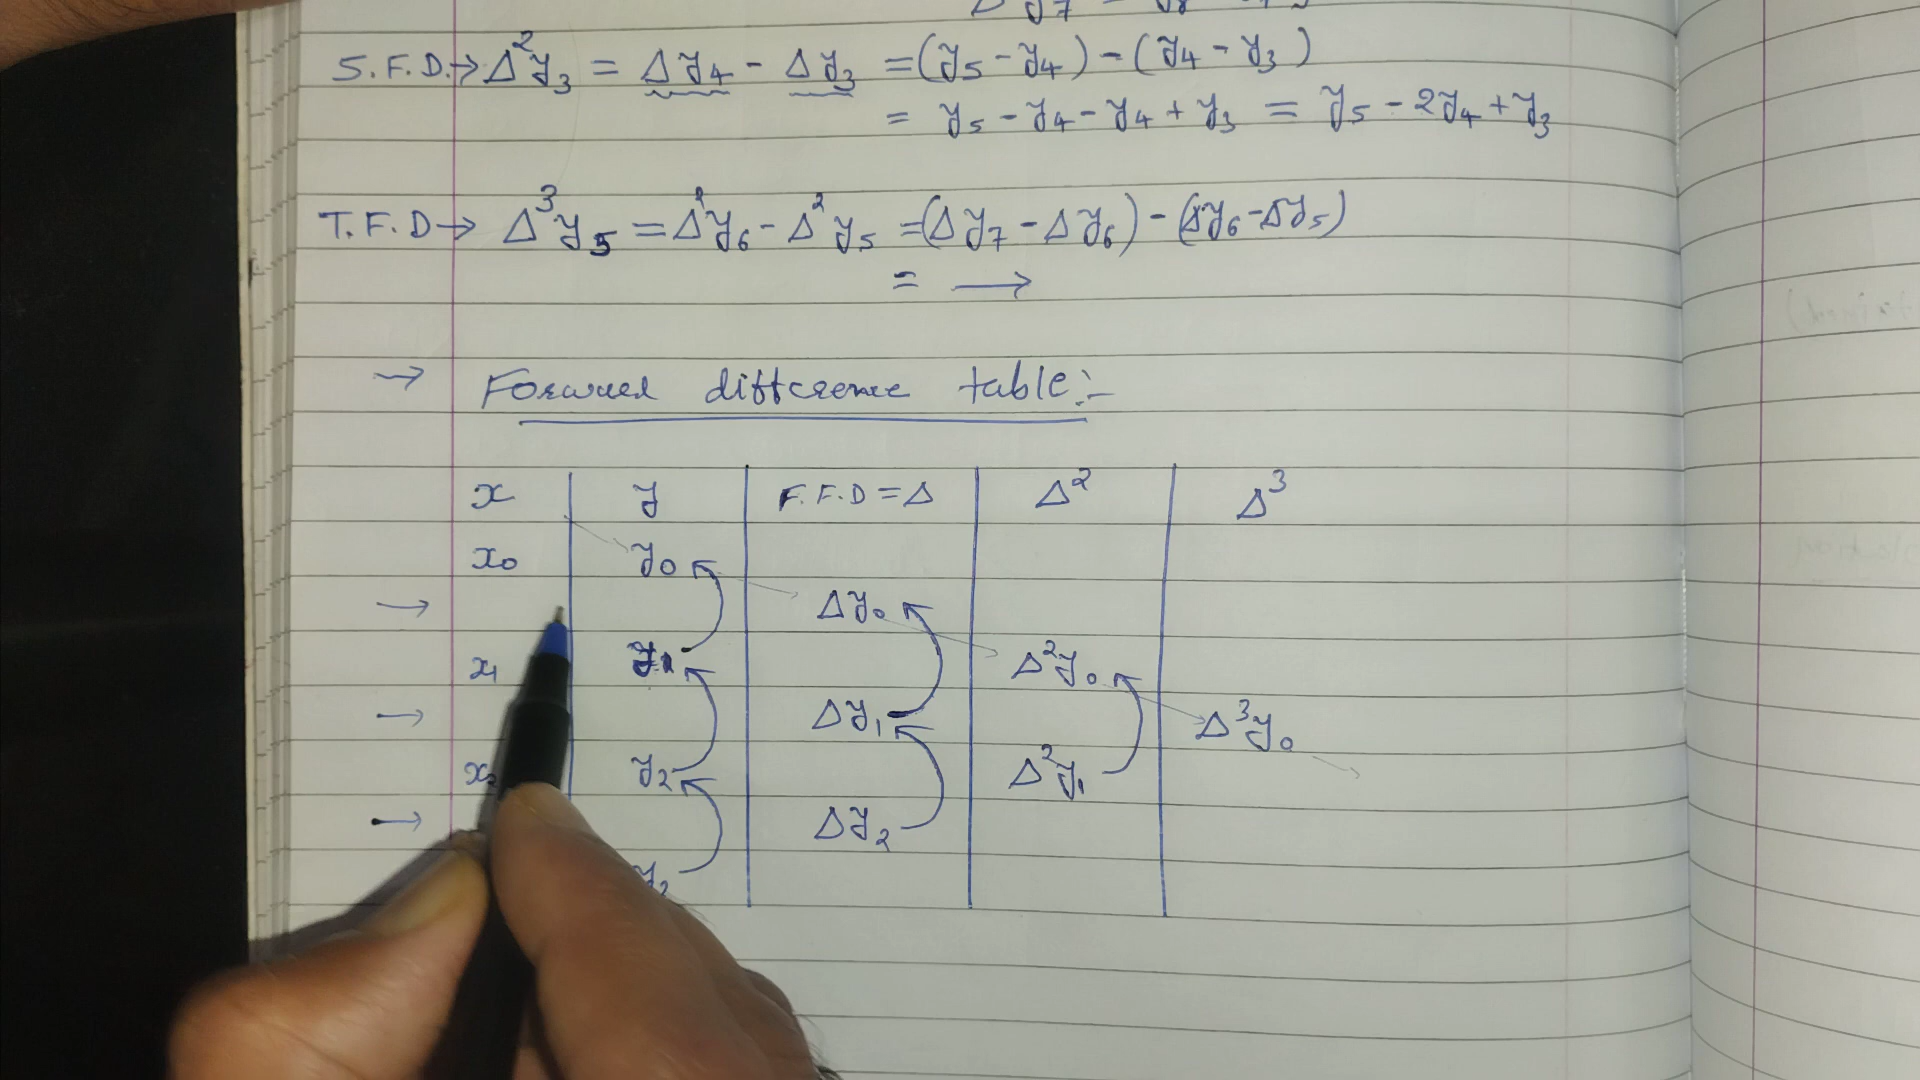 S.F.D.→ Δ²y₃ = Δy₄ - Δy₃ = (y₅ - y₄) - (y₄ - y₃)
= y₅ - y₄ - y₄ + y₃ = y₅ - 2y₄ + y₃
T.F.D → Δ³y₅ = Δ²y₆ - Δ²y₅ = (Δy₇ - Δy₆) - (Δy₆ - Δy₅)
= →
→ Forward difference table:-
x y F.F.D = Δ Δ² Δ³
x₀ y₀
→ Δy₀
x₁ y₁ Δ²y₀
→ Δy₁ Δ³y₀
x₂ y₂ Δ²y₁
→ Δy₂